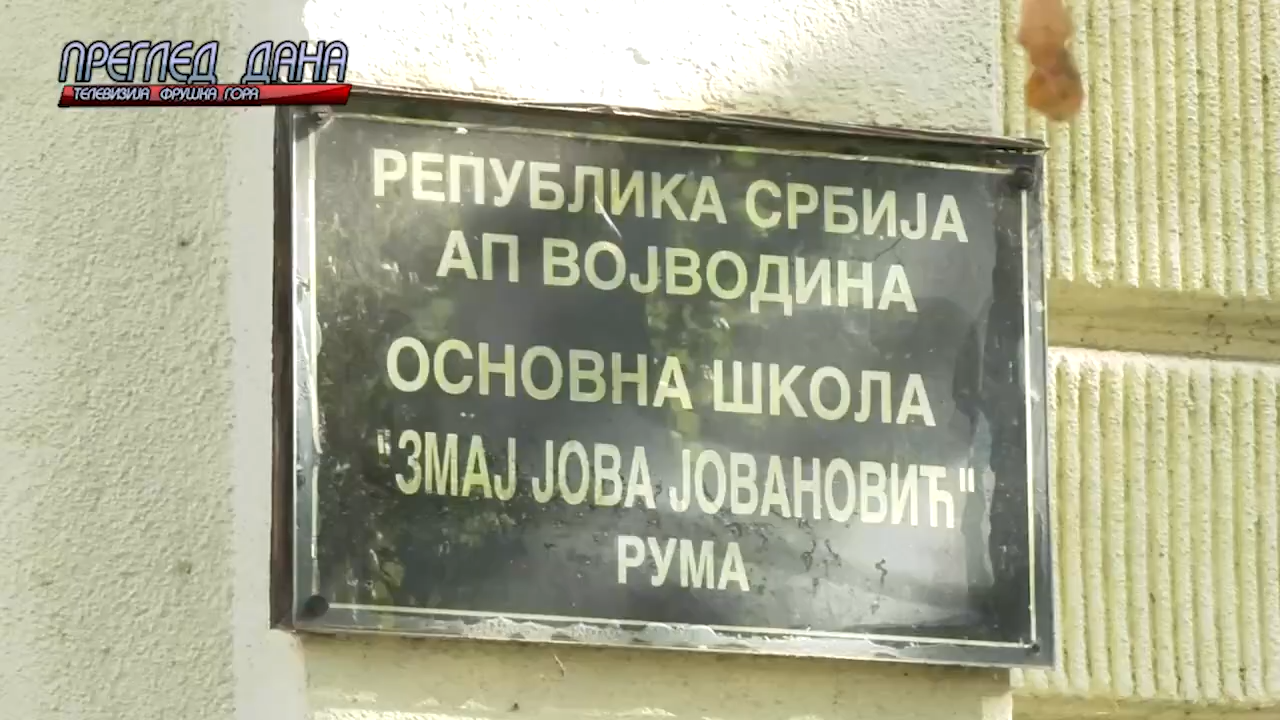 ПРЕГЛЕД ДАНА
ТЕЛЕВИЗИЈА ФРУШКА ГОРА
РЕПУБЛИКА СРБИЈА
АП ВОЈВОДИНА
ОСНОВНА ШКОЛА
"ЗМАЈ ЈОВА ЈОВАНОВИЋ"
РУМА